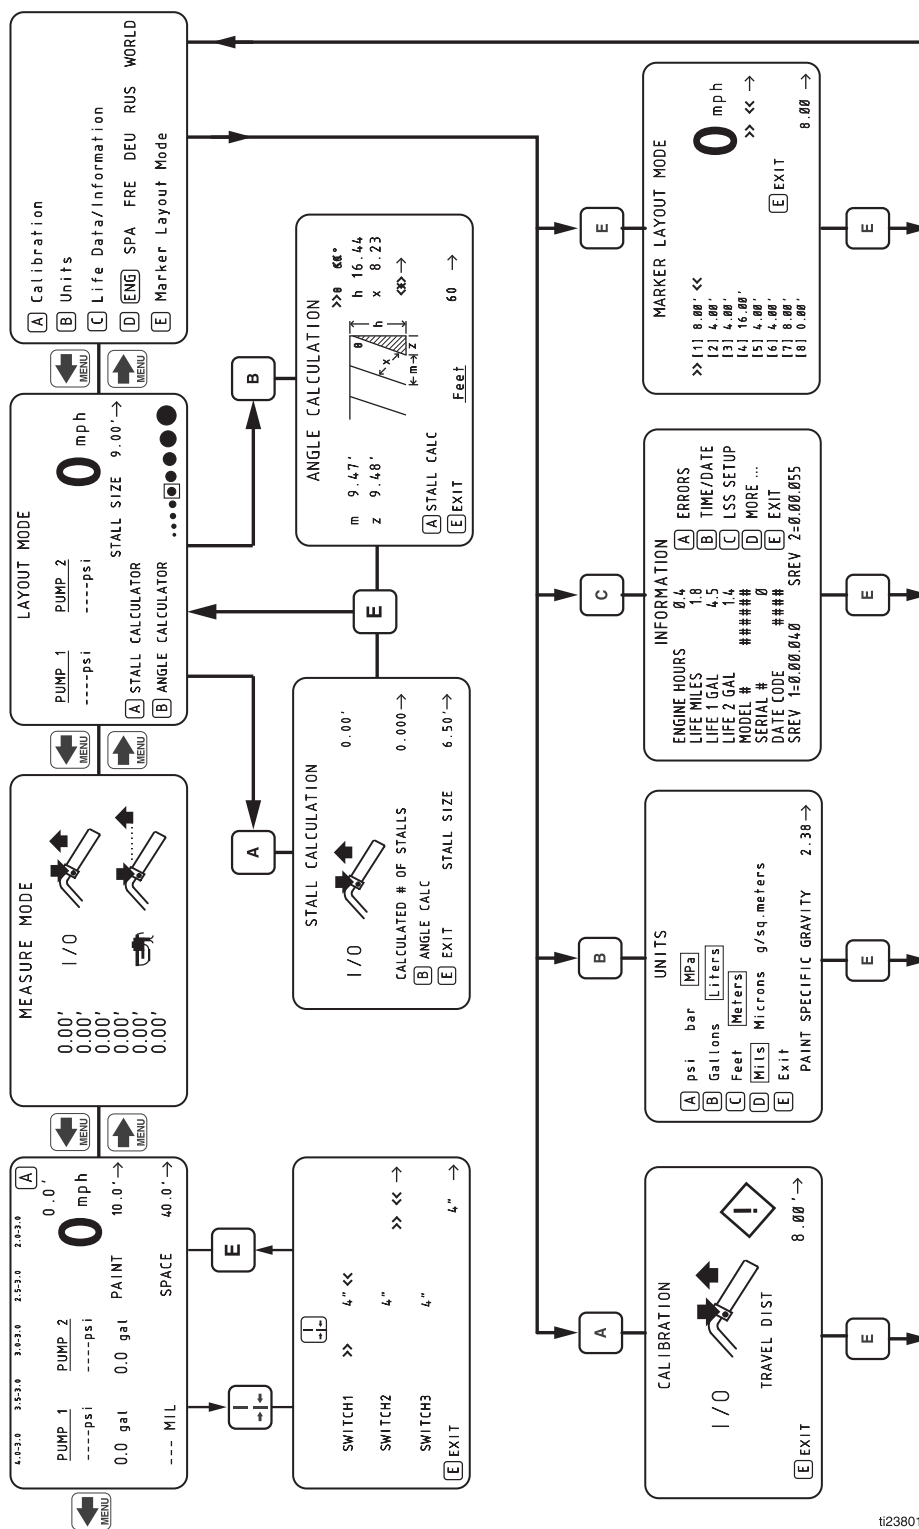 MENU
4.0-3.0 3.5-3.0 3.0-3.0 2.5-3.0 2.0-3.0
A
PUMP 1 PUMP 2 0.0'
----psi ----psi 0 mph
0.0 gal 0.0 gal PAINT 10.0'→
--- MIL SPACE 40.0'→
MENU
MENU
MEASURE MODE
0.00' I/O
0.00'
0.00'
0.00'
0.00'
0.00'
MENU
MENU
LAYOUT MODE
PUMP 1 PUMP 2
----psi ----psi 0 mph
STALL SIZE 9.00'→
A STALL CALCULATOR
B ANGLE CALCULATOR
MENU
MENU
A Calibration
B Units
C Life Data/Information
D ENG SPA FRE DEU RUS WORLD
E Marker Layout Mode
E
SWITCH1 >> 4" <<
SWITCH2 4" >> << →
SWITCH3 4"
E EXIT 4" →
A
STALL CALCULATION
I/O 0.00'
CALCULATED # OF STALLS 0.000→
B ANGLE CALC
E EXIT STALL SIZE 6.50'→
E
B
ANGLE CALCULATION
m 9.47' h 16.44
z 9.48' x 8.23
θ
h
x
←m→ z
A STALL CALC
E EXIT Feet 60 →
A
CALIBRATION
I/O
!
TRAVEL DIST
E EXIT 8.00'→
E
B
UNITS
A psi bar MPa
B Gallons Liters
C Feet Meters
D Mils Microns g/sq.meters
E Exit
PAINT SPECIFIC GRAVITY 2.38→
E
C
INFORMATION
ENGINE HOURS 0.4 A ERRORS
LIFE MILES 1.8 B TIME/DATE
LIFE 1 GAL 4.5 C LSS SETUP
LIFE 2 GAL 1.4 D MORE ...
MODEL # ######
SERIAL # 0 E EXIT
DATE CODE ####
SREV 1=0.00.040 SREV 2=0.00.055
E
E
MARKER LAYOUT MODE
>> [1] 8.00' <<
[2] 4.00'
[3] 4.00' 0 mph
[4] 16.00' >> << →
[5] 4.00'
[6] 4.00' E EXIT
[7] 8.00'
[8] 0.00' 8.00 →
E
ti23801